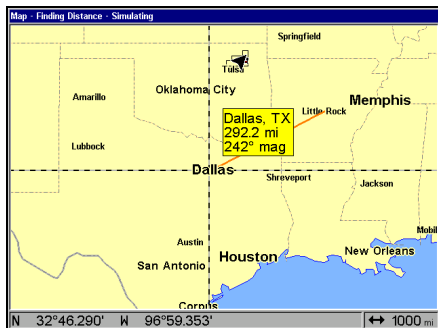 Map - Finding Distance - Simulating
Springfield
Tulsa
Oklahoma City
Amarillo
Memphis
Little Rock
Dallas, TX
292.2 mi
242° mag
Lubbock
Dallas
Shreveport
Jackson
Mobil
Austin
Houston
New Orleans
San Antonio
Corpus
N 32°46.290' W 96°59.353' ↔ 1000 mi